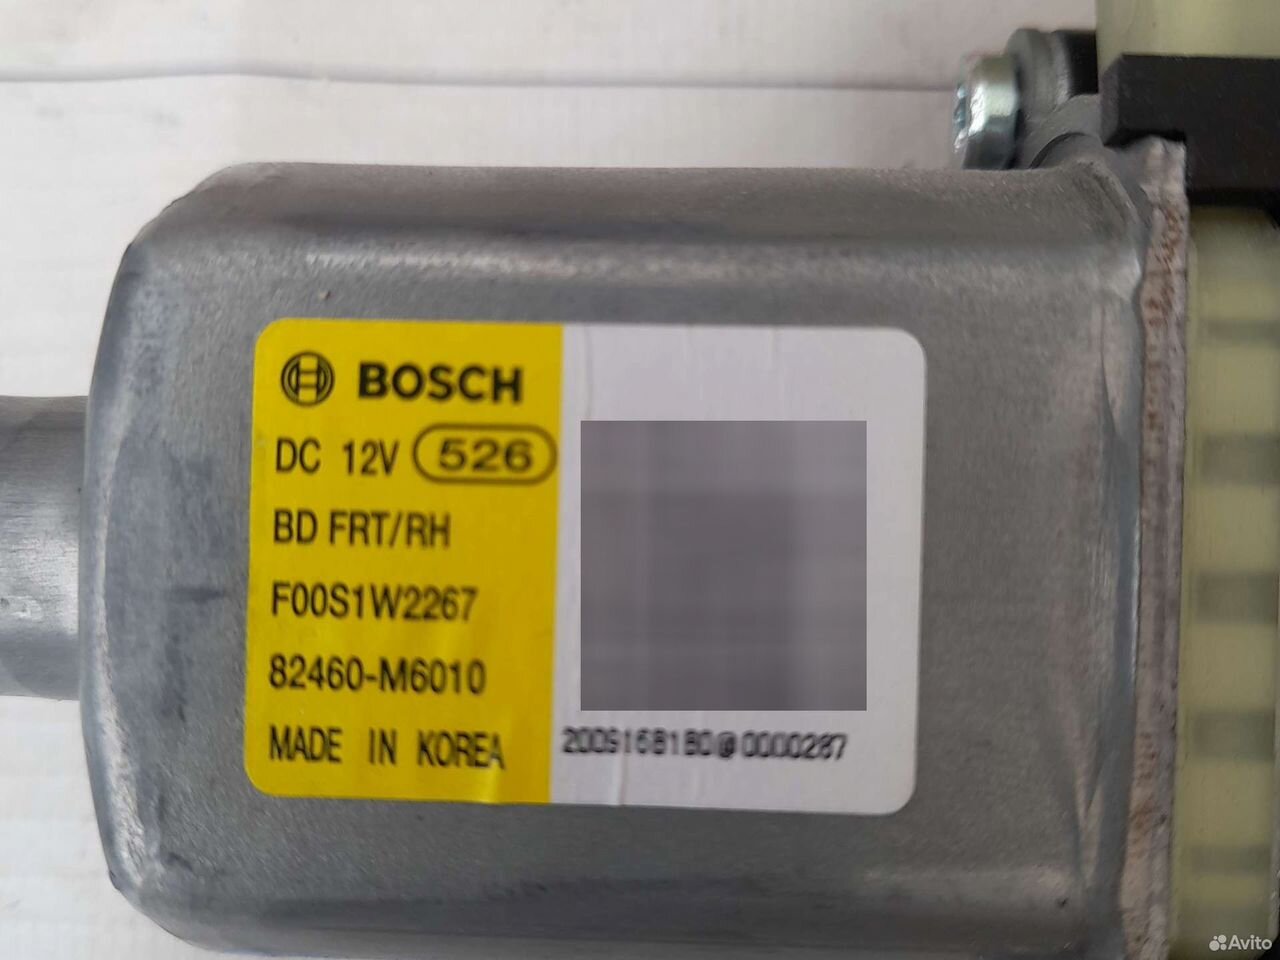 BOSCH
DC 12V 526
BD FRT/RH
F00S1W2267
82460-M6010
MADE IN KOREA
Avito